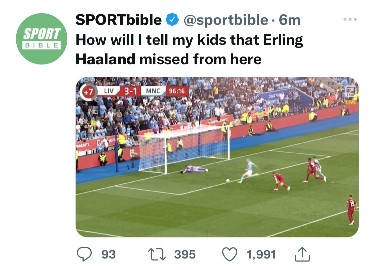 SPORT
BIBLE
SPORTbible @sportbible · 6m
How will I tell my kids that Erling
Haaland missed from here
+7 LIV 3-1 MNC 96:16
93 395 1,991